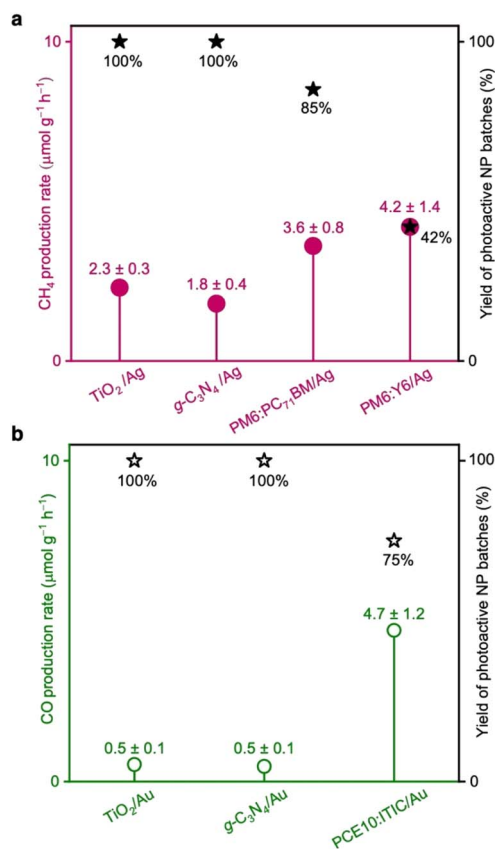 a
CH₄ production rate (μmol g⁻¹ h⁻¹)
Yield of photoactive NP batches (%)
10
100
100%
100%
85%
4.2 ± 1.4
3.6 ± 0.8
42%
2.3 ± 0.3
1.8 ± 0.4
0
0
TiO₂/Ag
g-C₃N₄/Ag
PM6:PC₇₁BM/Ag
PM6:Y6/Ag
b
CO production rate (μmol g⁻¹ h⁻¹)
Yield of photoactive NP batches (%)
10
100
100%
100%
75%
4.7 ± 1.2
0.5 ± 0.1
0.5 ± 0.1
0
0
TiO₂/Au
g-C₃N₄/Au
PCE10:ITIC/Au